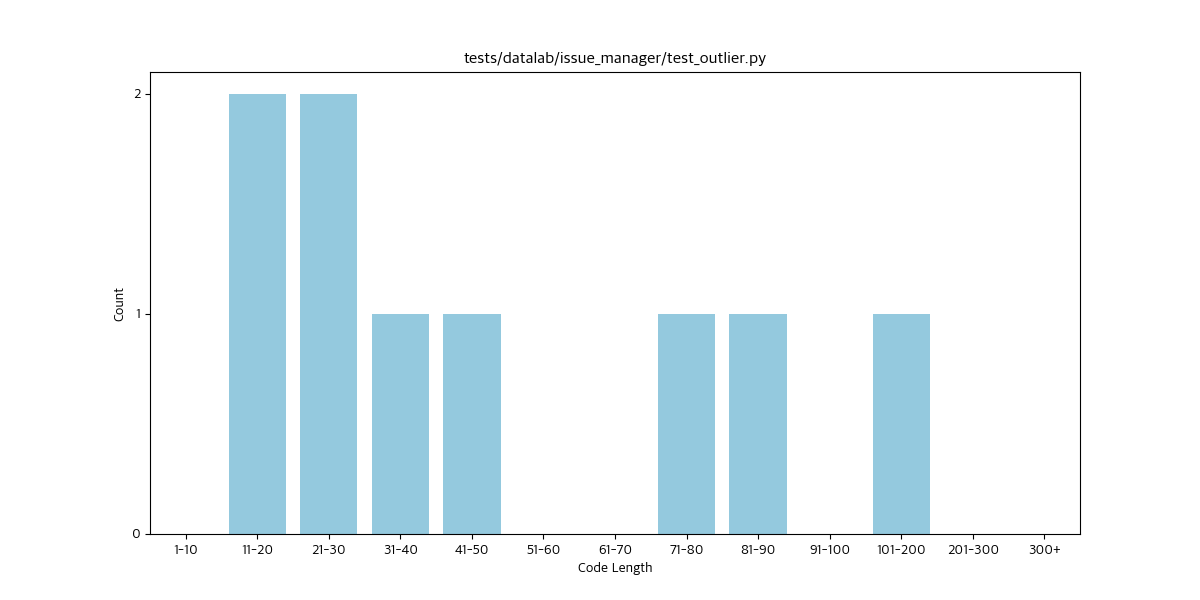 tests/datalab/issue_manager/test_outlier.py
2
1
0
Count
1-10 11-20 21-30 31-40 41-50 51-60 61-70 71-80 81-90 91-100 101-200 201-300 300+
Code Length